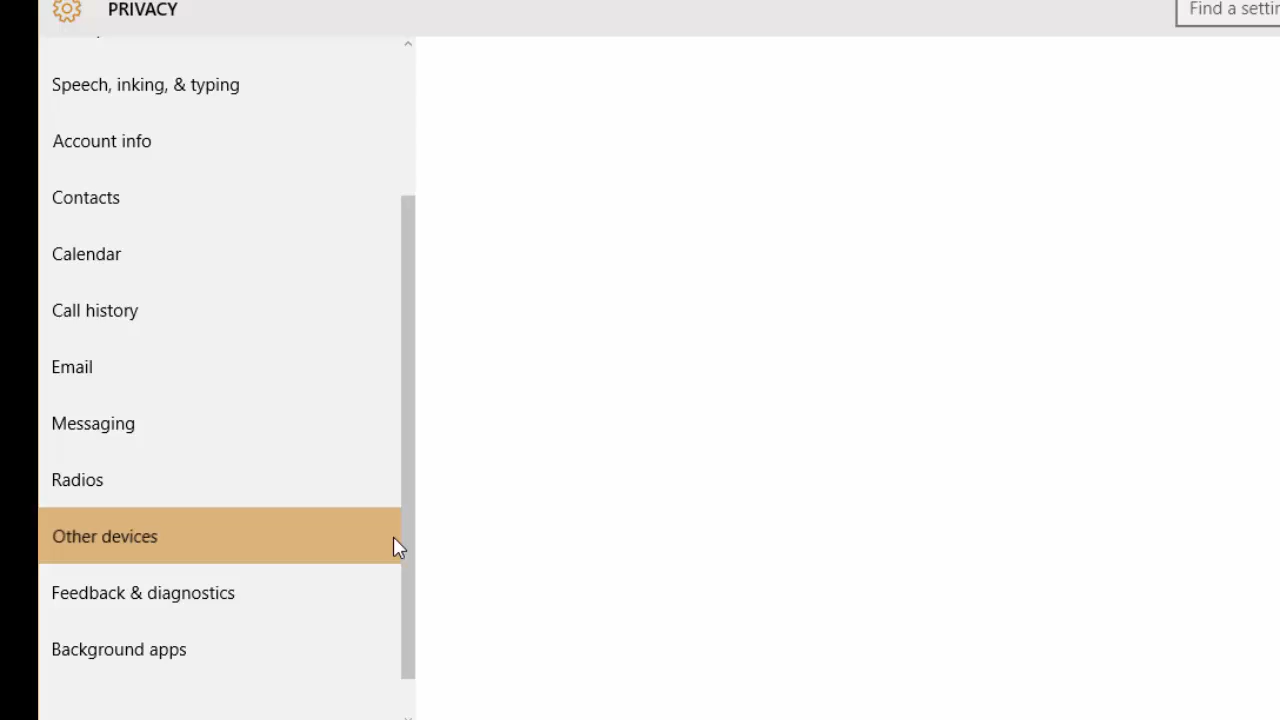 PRIVACY
Find a setti
Speech, inking, & typing
Account info
Contacts
Calendar
Call history
Email
Messaging
Radios
Other devices
Feedback & diagnostics
Background apps